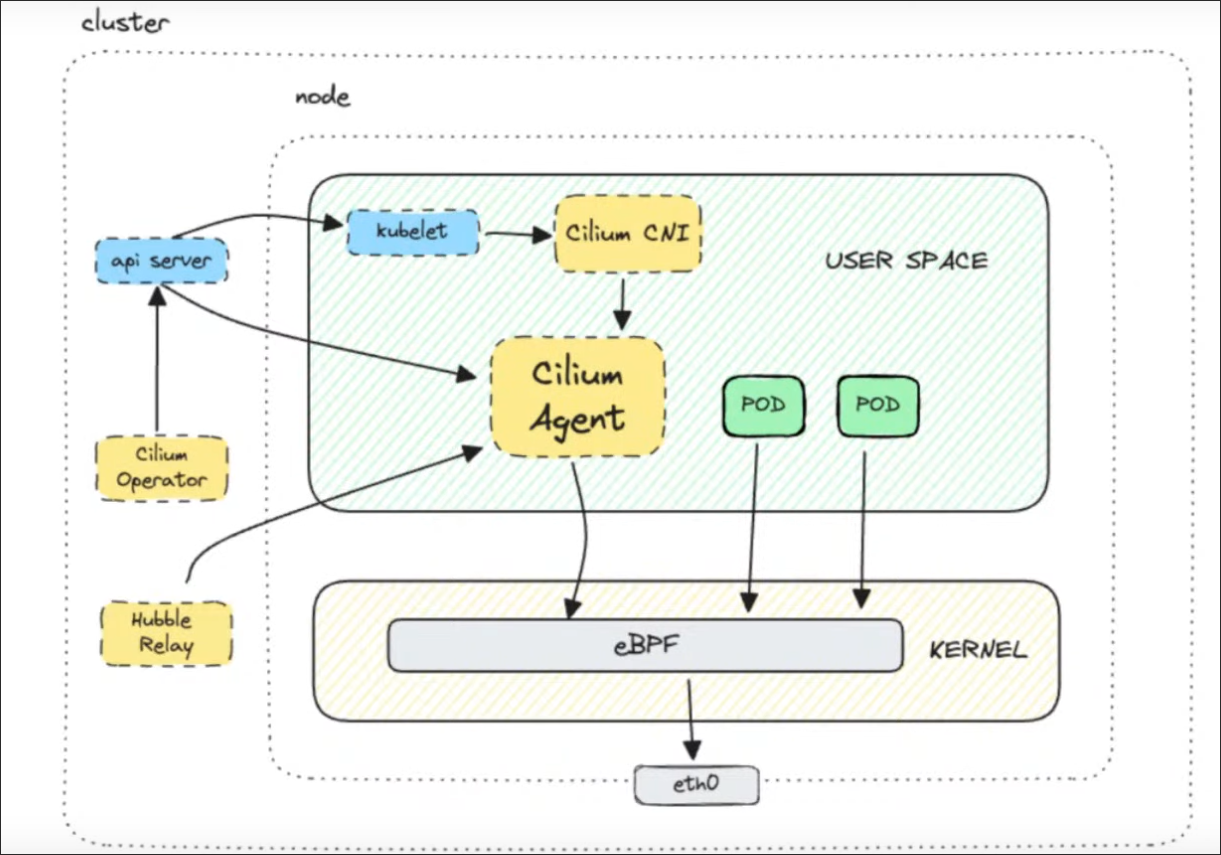 cluster
node
kubelet
Cilium CNI
api server
USER SPACE
Cilium
Agent
POD
POD
Cilium
Operator
Hubble
Relay
eBPF
KERNEL
eth0